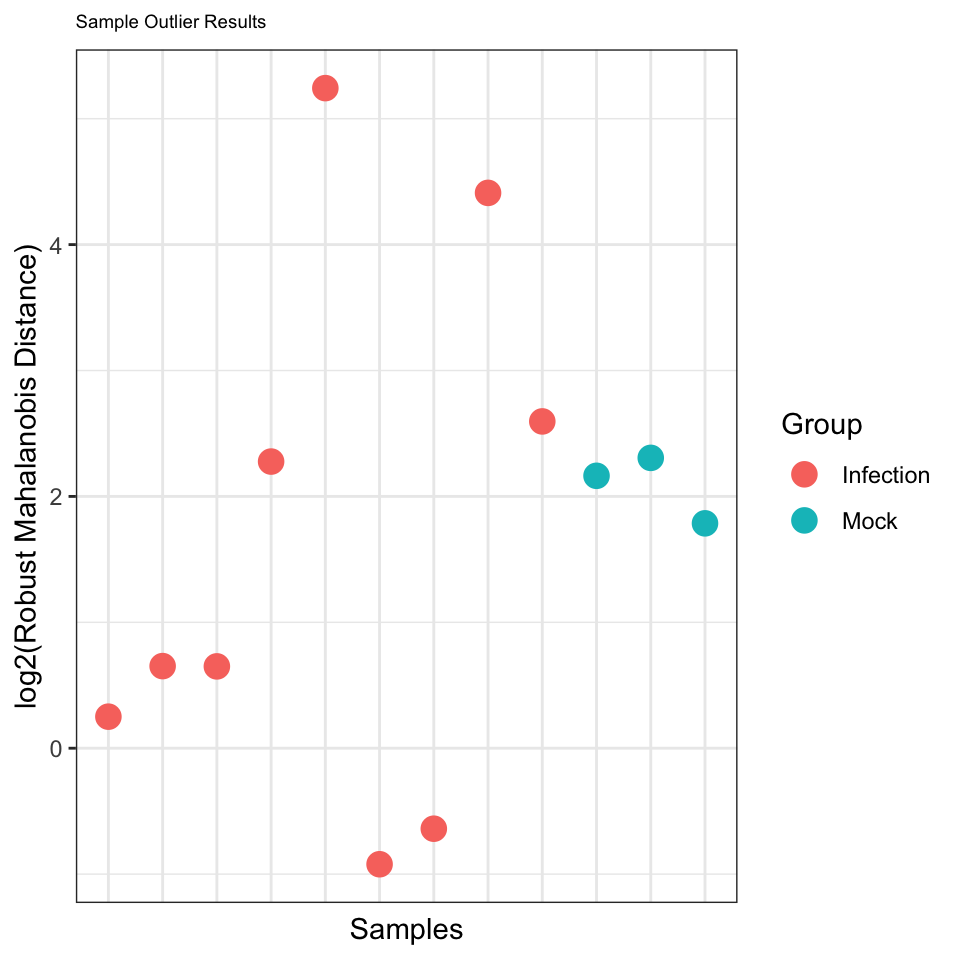 Sample Outlier Results
log2(Robust Mahalanobis Distance)
4
2
0
Samples
Group
Infection
Mock